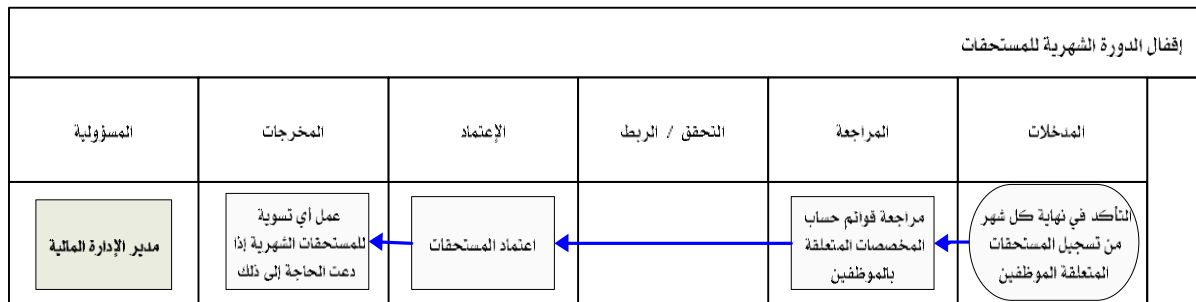 إقفال الدورة الشهرية للمستحقات
المدخلات
المراجعة
التحقق / الربط
الإعتماد
المخرجات
المسؤولية
التأكد في نهاية كل شهر
من تسجيل المستحقات
المتعلقة الموظفين
مراجعة قوائم حساب
المخصصات المتعلقة
بالموظفين
اعتماد المستحقات
عمل أي تسوية
للمستحقات الشهرية إذا
دعت الحاجة إلى ذلك
مدير الإدارة المالية